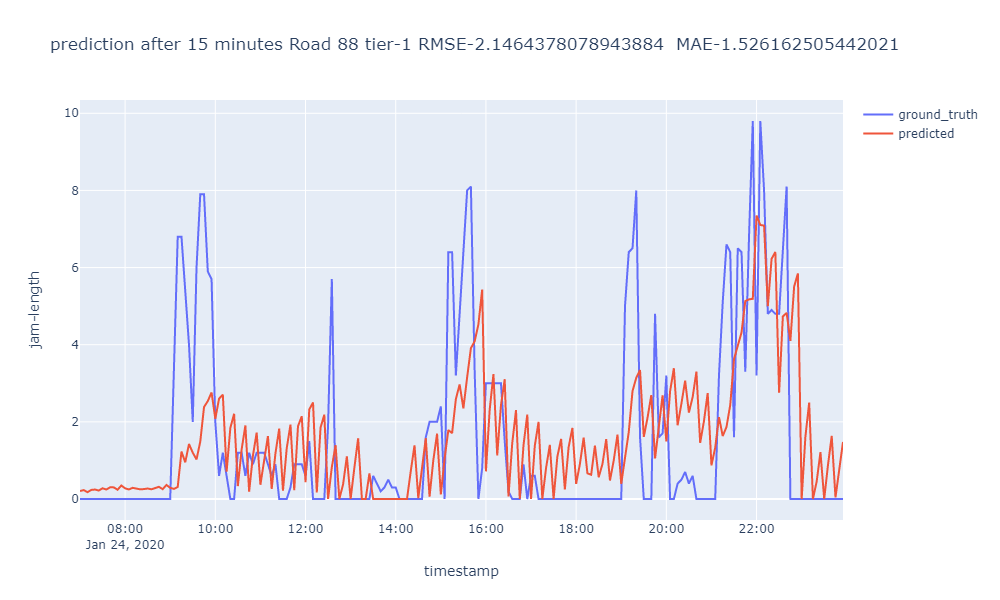 prediction after 15 minutes Road 88 tier-1 RMSE-2.1464378078943884  MAE-1.526162505442021
ground_truth
predicted
10
8
6
4
2
0
jam-length
08:00 10:00 12:00 14:00 16:00 18:00 20:00 22:00
Jan 24, 2020
timestamp